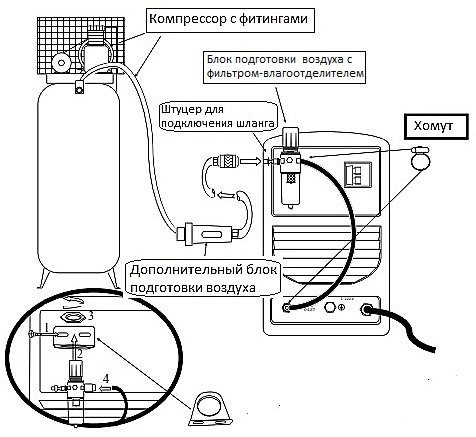 Компрессор с фитингами
Блок подготовки воздуха с
фильтром-влагоотделителем
Штуцер для
подключения шланга
Хомут
Дополнительный блок
подготовки воздуха
1
2
3
4